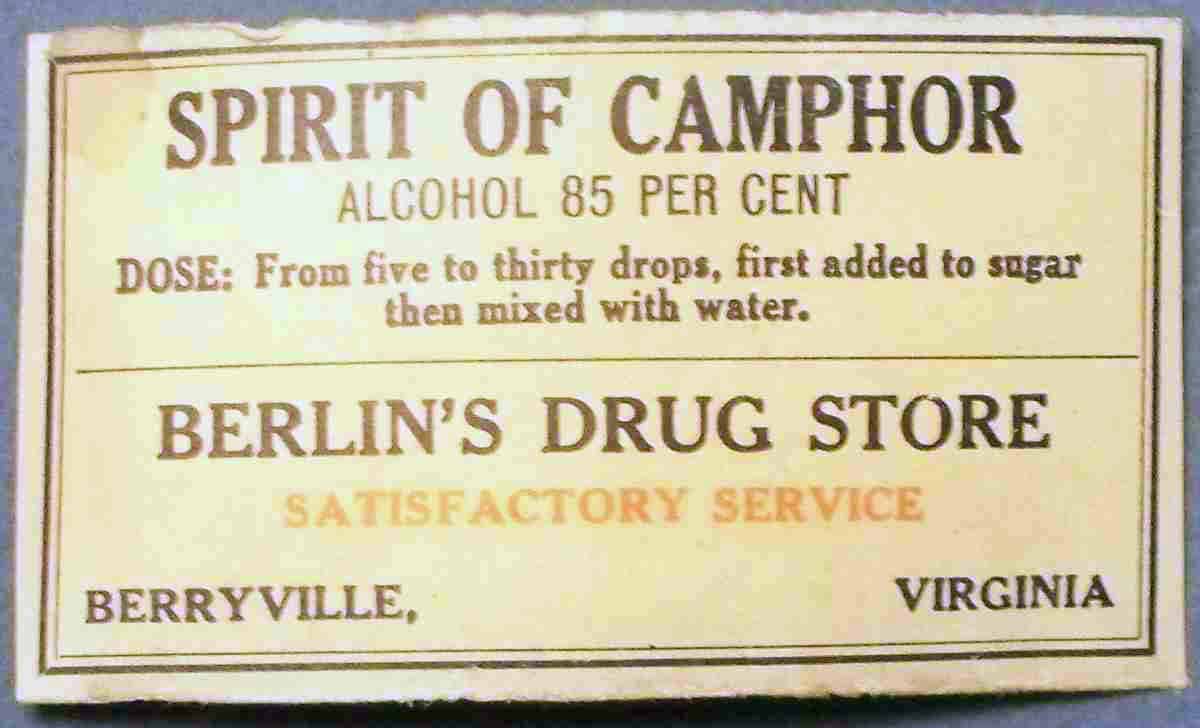 SPIRIT OF CAMPHOR
ALCOHOL 85 PER CENT
DOSE: From five to thirty drops, first added to sugar
then mixed with water.
BERLIN'S DRUG STORE
SATISFACTORY SERVICE
BERRYVILLE, VIRGINIA